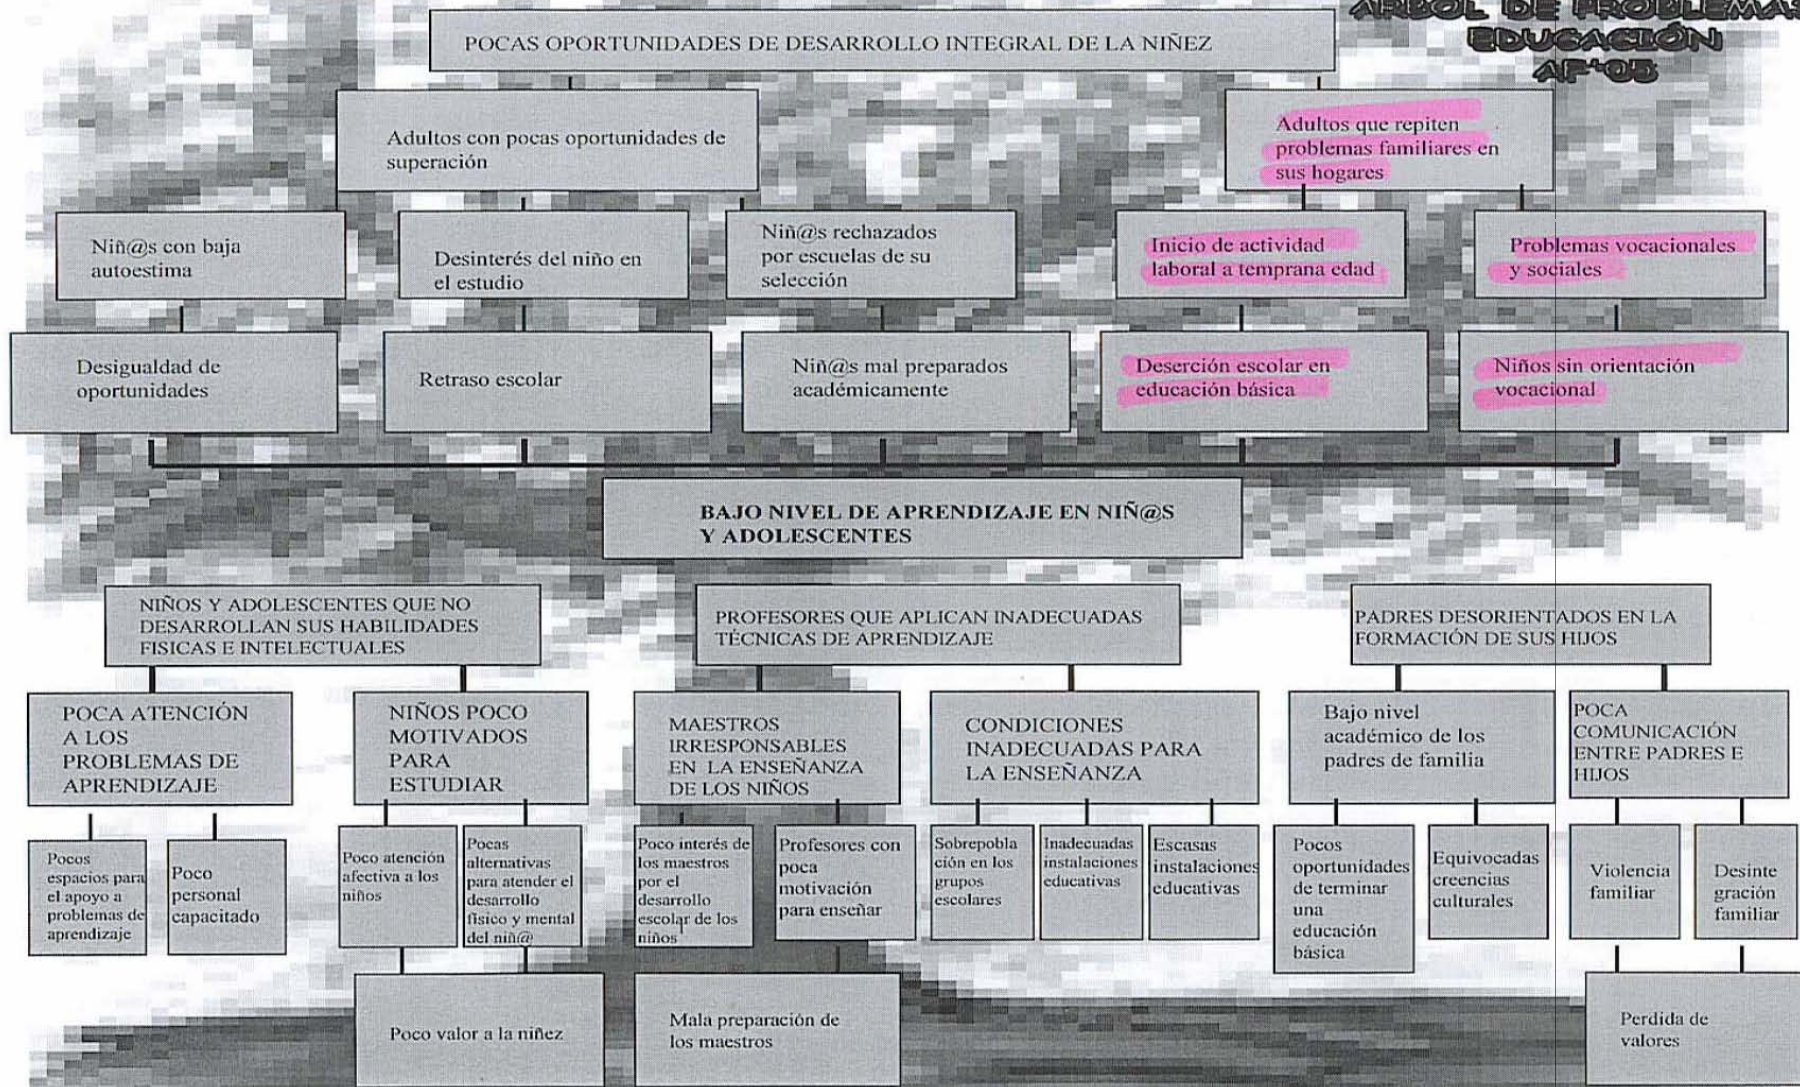 ARBOL DE PROBLEMAS
EDUCACIÓN
AF'05
POCAS OPORTUNIDADES DE DESARROLLO INTEGRAL DE LA NIÑEZ
Adultos con pocas oportunidades de
superación
Adultos que repiten
problemas familiares en
sus hogares
Niñ@s con baja
autoestima
Desinterés del niño en
el estudio
Niñ@s rechazados
por escuelas de su
selección
Inicio de actividad
laboral a temprana edad
Problemas vocacionales
y sociales
Desigualdad de
oportunidades
Retraso escolar
Niñ@s mal preparados
académicamente
Deserción escolar en
educación básica
Niños sin orientación
vocacional
BAJO NIVEL DE APRENDIZAJE EN NIÑ@S
Y ADOLESCENTES
NIÑOS Y ADOLESCENTES QUE NO
DESARROLLAN SUS HABILIDADES
FISICAS E INTELECTUALES
PROFESORES QUE APLICAN INADECUADAS
TÉCNICAS DE APRENDIZAJE
PADRES DESORIENTADOS EN LA
FORMACIÓN DE SUS HIJOS
POCA ATENCIÓN
A LOS
PROBLEMAS DE
APRENDIZAJE
NIÑOS POCO
MOTIVADOS
PARA
ESTUDIAR
MAESTROS
IRRESPONSABLES
EN LA ENSEÑANZA
DE LOS NIÑOS
CONDICIONES
INADECUADAS PARA
LA ENSEÑANZA
Bajo nivel
académico de los
padres de familia
POCA
COMUNICACIÓN
ENTRE PADRES E
HIJOS
Pocos
espacios para
el apoyo a
problemas de
aprendizaje
Poco
personal
capacitado
Poco atención
afectiva a los
niños
Pocas
alternativas
para atender el
desarrollo
físico y mental
del niñ@
Poco interés de
los maestros
por el
desarrollo
escolar de los
niños
Profesores con
poca
motivación
para enseñar
Sobrepobla
ción en los
grupos
escolares
Inadecuadas
instalaciones
educativas
Escasas
instalaciones
educativas
Pocos
oportunidades
de terminar
una
educación
básica
Equivocadas
creencias
culturales
Violencia
familiar
Desinte
gración
familiar
Poco valor a la niñez
Mala preparación de
los maestros
Perdida de
valores